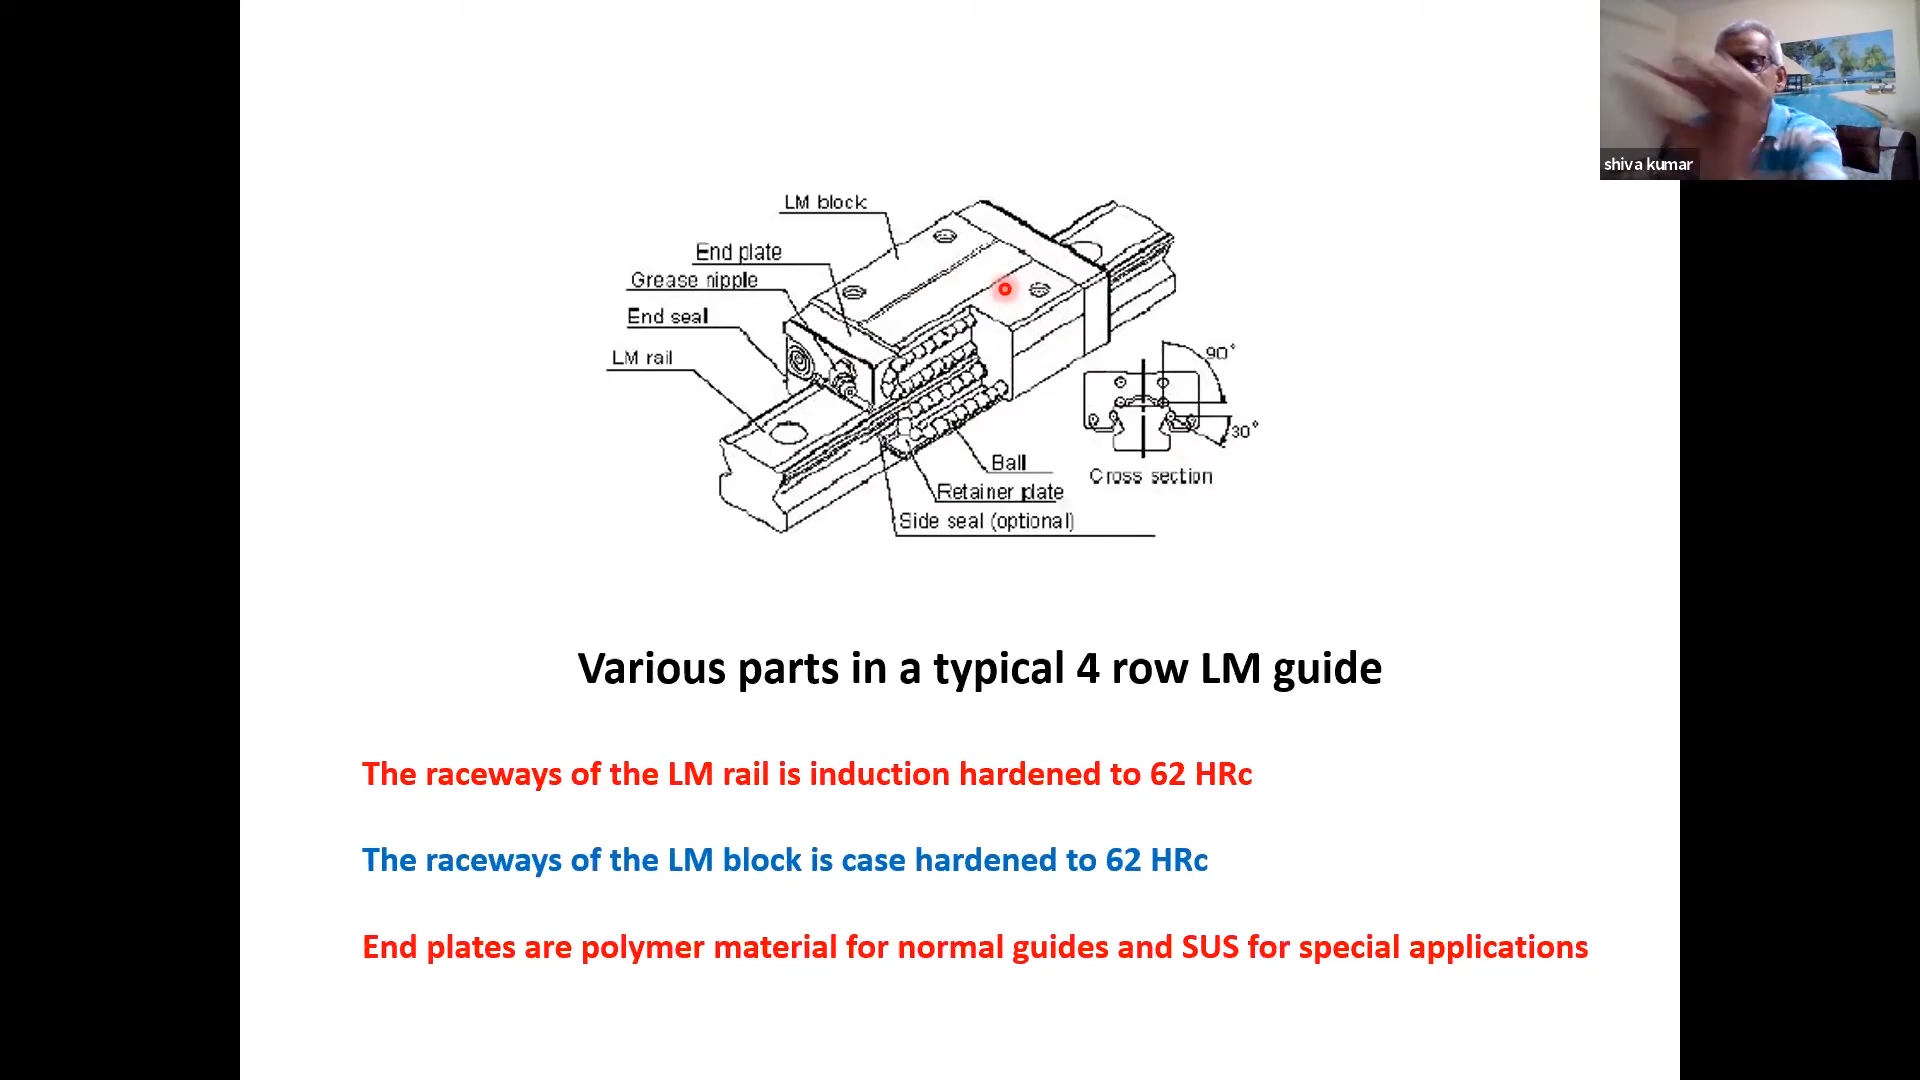 shiva kumar
LM block
End plate
Grease nipple
End seal
LM rail
90°
30°
Ball
Cross section
Retainer plate
Side seal (optional)
Various parts in a typical 4 row LM guide
The raceways of the LM rail is induction hardened to 62 HRc
The raceways of the LM block is case hardened to 62 HRc
End plates are polymer material for normal guides and SUS for special applications